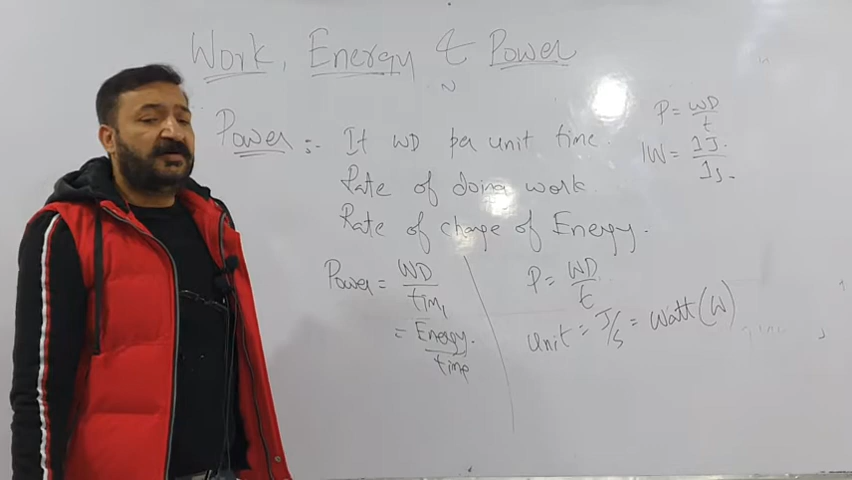 Work, Energy & Power
N
Power :- It WD per unit time.
Rate of doing work.
Rate of change of Energy.
P = WD/t
1W = 1J/1s
Power = WD/time
= Energy/time
P = WD/t
Unit = J/s = Watt (W)